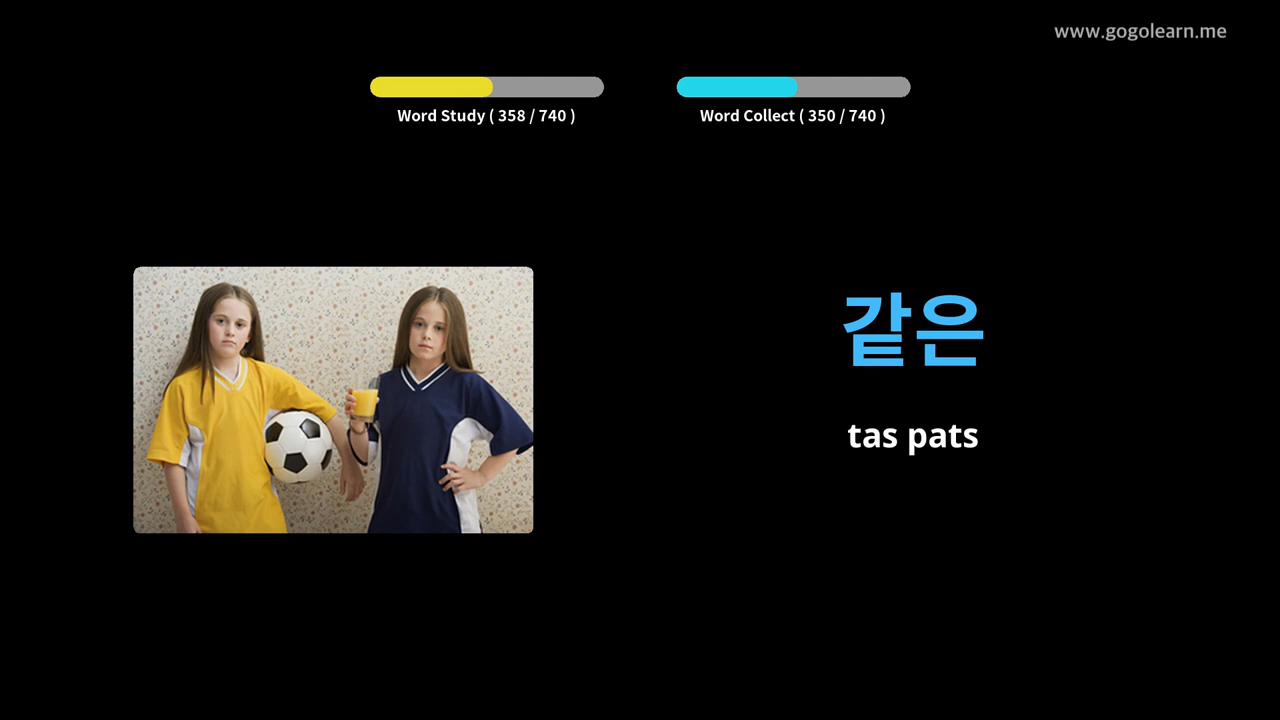 www.gogolearn.me
Word Study ( 358 / 740 )
Word Collect ( 350 / 740 )
같은
tas pats